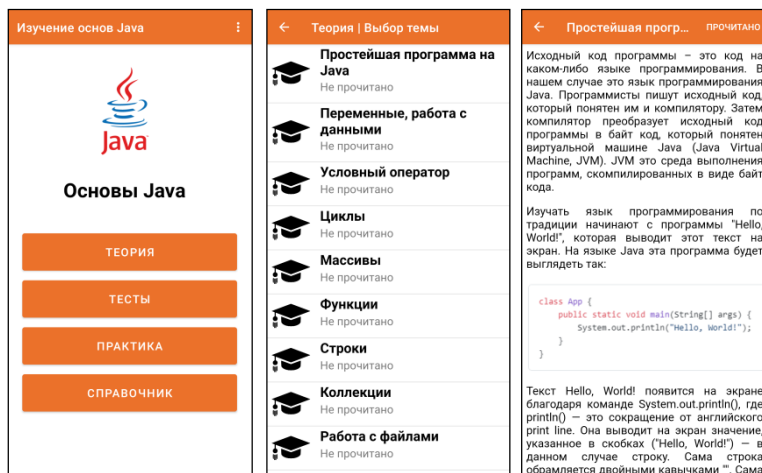 Изучение основ Java
Java
Основы Java
ТЕОРИЯ
ТЕСТЫ
ПРАКТИКА
СПРАВОЧНИК
Теория | Выбор темы
Простейшая программа на
Java
Не прочитано
Переменные, работа с
данными
Не прочитано
Условный оператор
Не прочитано
Циклы
Не прочитано
Массивы
Не прочитано
Функции
Не прочитано
Строки
Не прочитано
Коллекции
Не прочитано
Работа с файлами
Не прочитано
Простейшая прогр... ПРОЧИТАНО
Исходный код программы – это код на
каком-либо языке программирования. В
нашем случае это язык программирования
Java. Программисты пишут исходный код,
который понятен им и компилятору. Затем
компилятор преобразует исходный код
программы в байт код, который понятен
виртуальной машине Java (Java Virtual
Machine, JVM). JVM это среда выполнения
программ, скомпилированных в виде байт
кода.
Изучать язык программирования по
традиции начинают с программы "Hello,
World!", которая выводит этот текст на
экран. На языке Java эта программа будет
выглядеть так:
class App {
public static void main(String[] args) {
System.out.println("Hello, World!");
}
}
Текст Hello, World! появится на экране
благодаря команде System.out.println(), где
println() — это сокращение от английского
print line. Она выводит на экран значение,
указанное в скобках ("Hello, World!") — в
данном случае строку. Сама строка
обрамляется двойными кавычками "". Сама